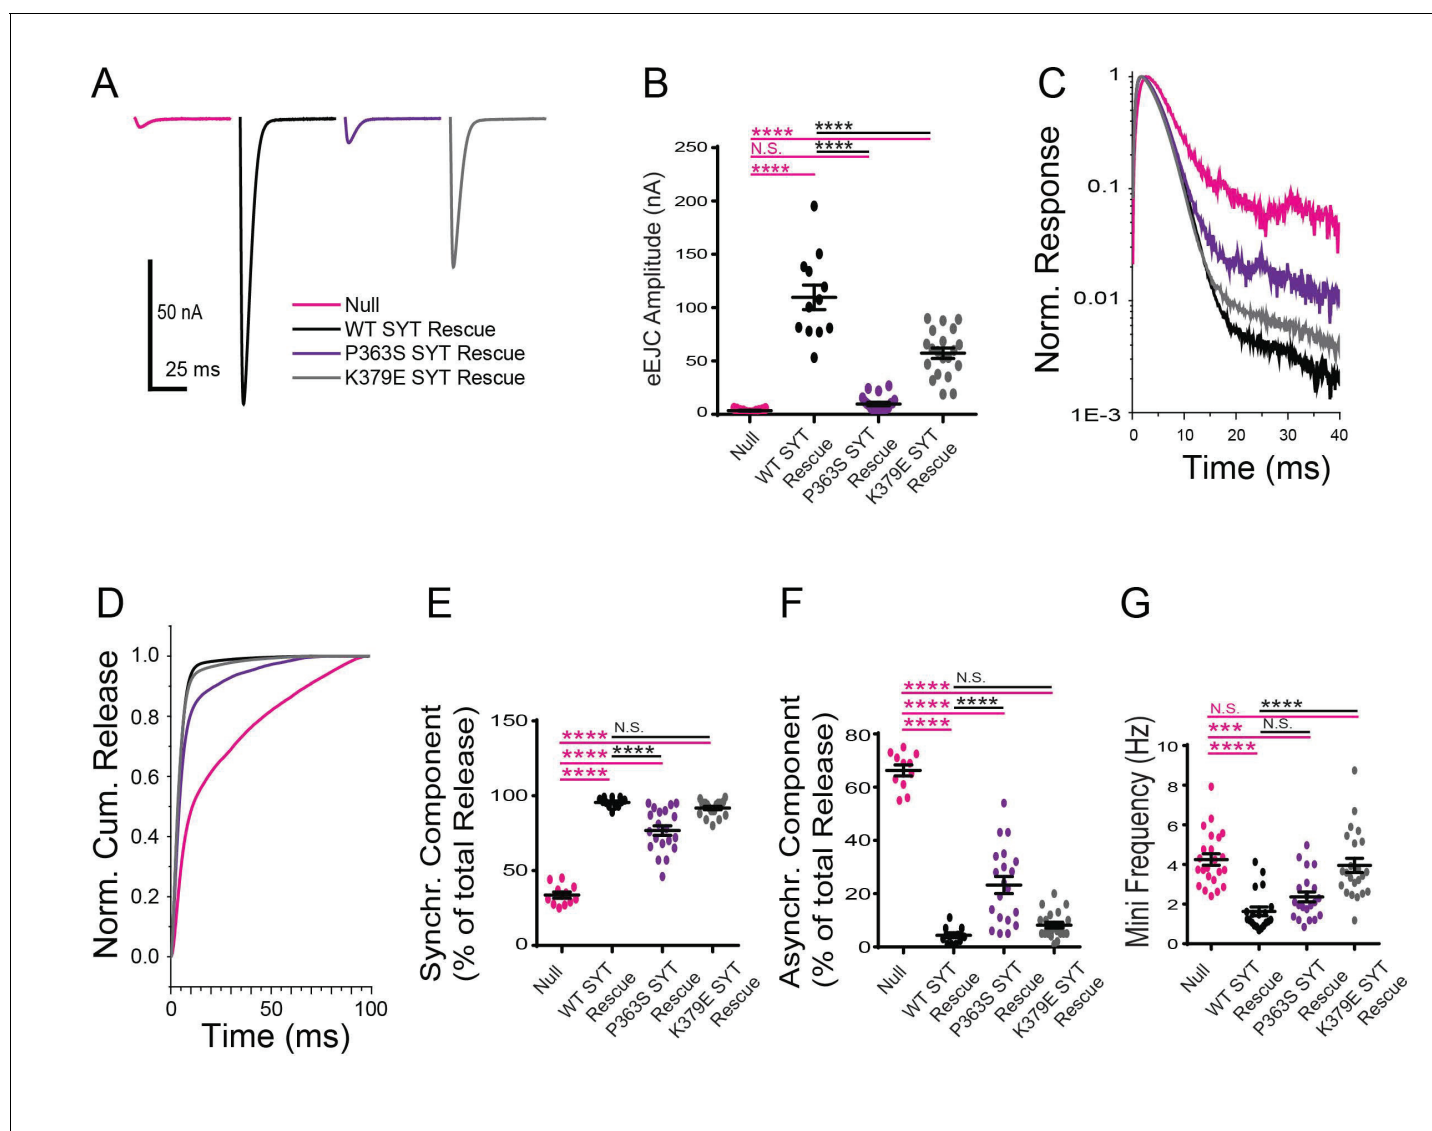 A
50 nA
25 ms
Null
WT SYT Rescue
P363S SYT Rescue
K379E SYT Rescue
B
eEJC Amplitude (nA)
250
200
150
100
50
0
****
****
N.S.
****
****
Null
WT SYT
Rescue
P363S SYT
Rescue
K379E SYT
Rescue
C
Norm. Response
1
0.1
0.01
1E-3
0
10
20
30
40
Time (ms)
D
Norm. Cum. Release
1.0
0.8
0.6
0.4
0.2
0.0
0
50
100
Time (ms)
E
Synchr. Component
(% of total Release)
150
100
50
0
N.S.
****
****
****
****
Null
WT SYT
Rescue
P363S SYT
Rescue
K379E SYT
Rescue
F
Asynchr. Component
(% of total Release)
80
60
40
20
0
N.S.
****
****
****
****
Null
WT SYT
Rescue
P363S SYT
Rescue
K379E SYT
Rescue
G
Mini Frequency (Hz)
10
8
6
4
2
0
N.S.
****
***
N.S.
****
Null
WT SYT
Rescue
P363S SYT
Rescue
K379E SYT
Rescue